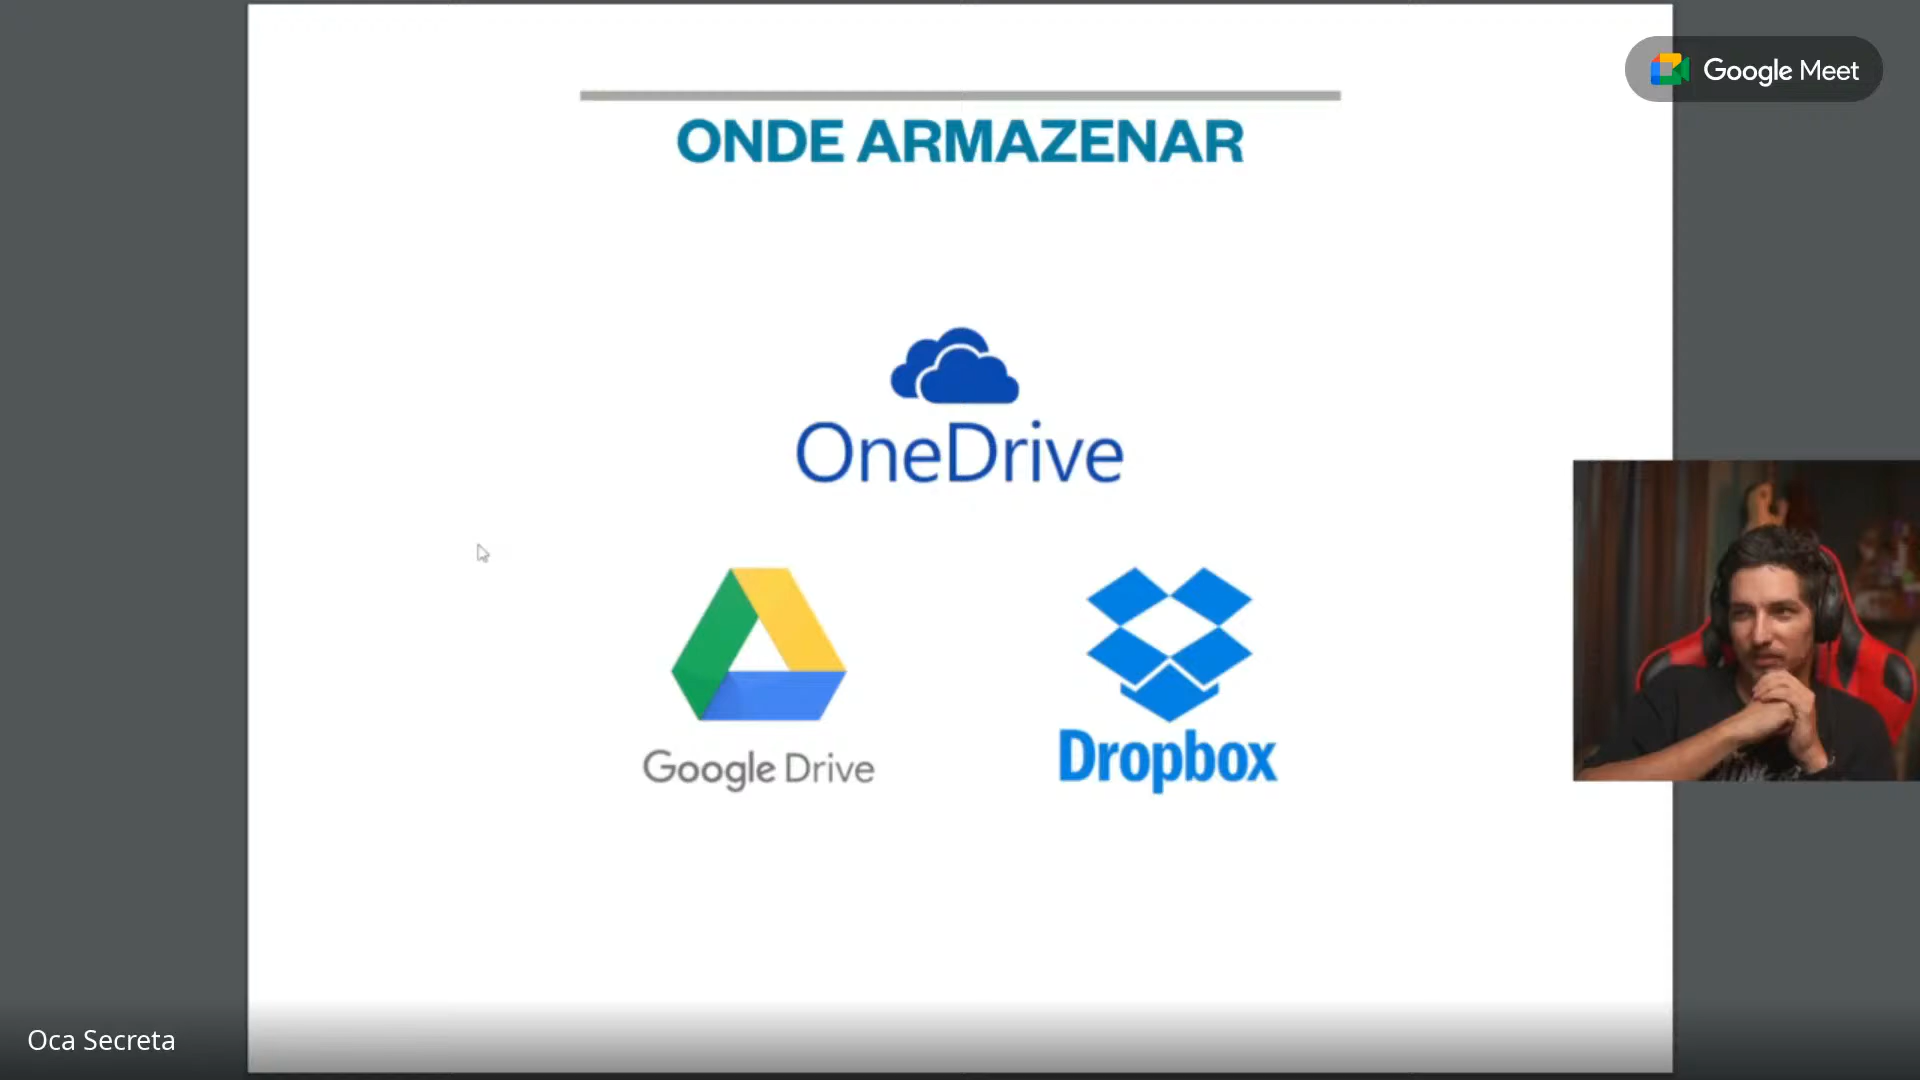 Google Meet
ONDE ARMAZENAR
OneDrive
Google Drive
Dropbox
Oca Secreta